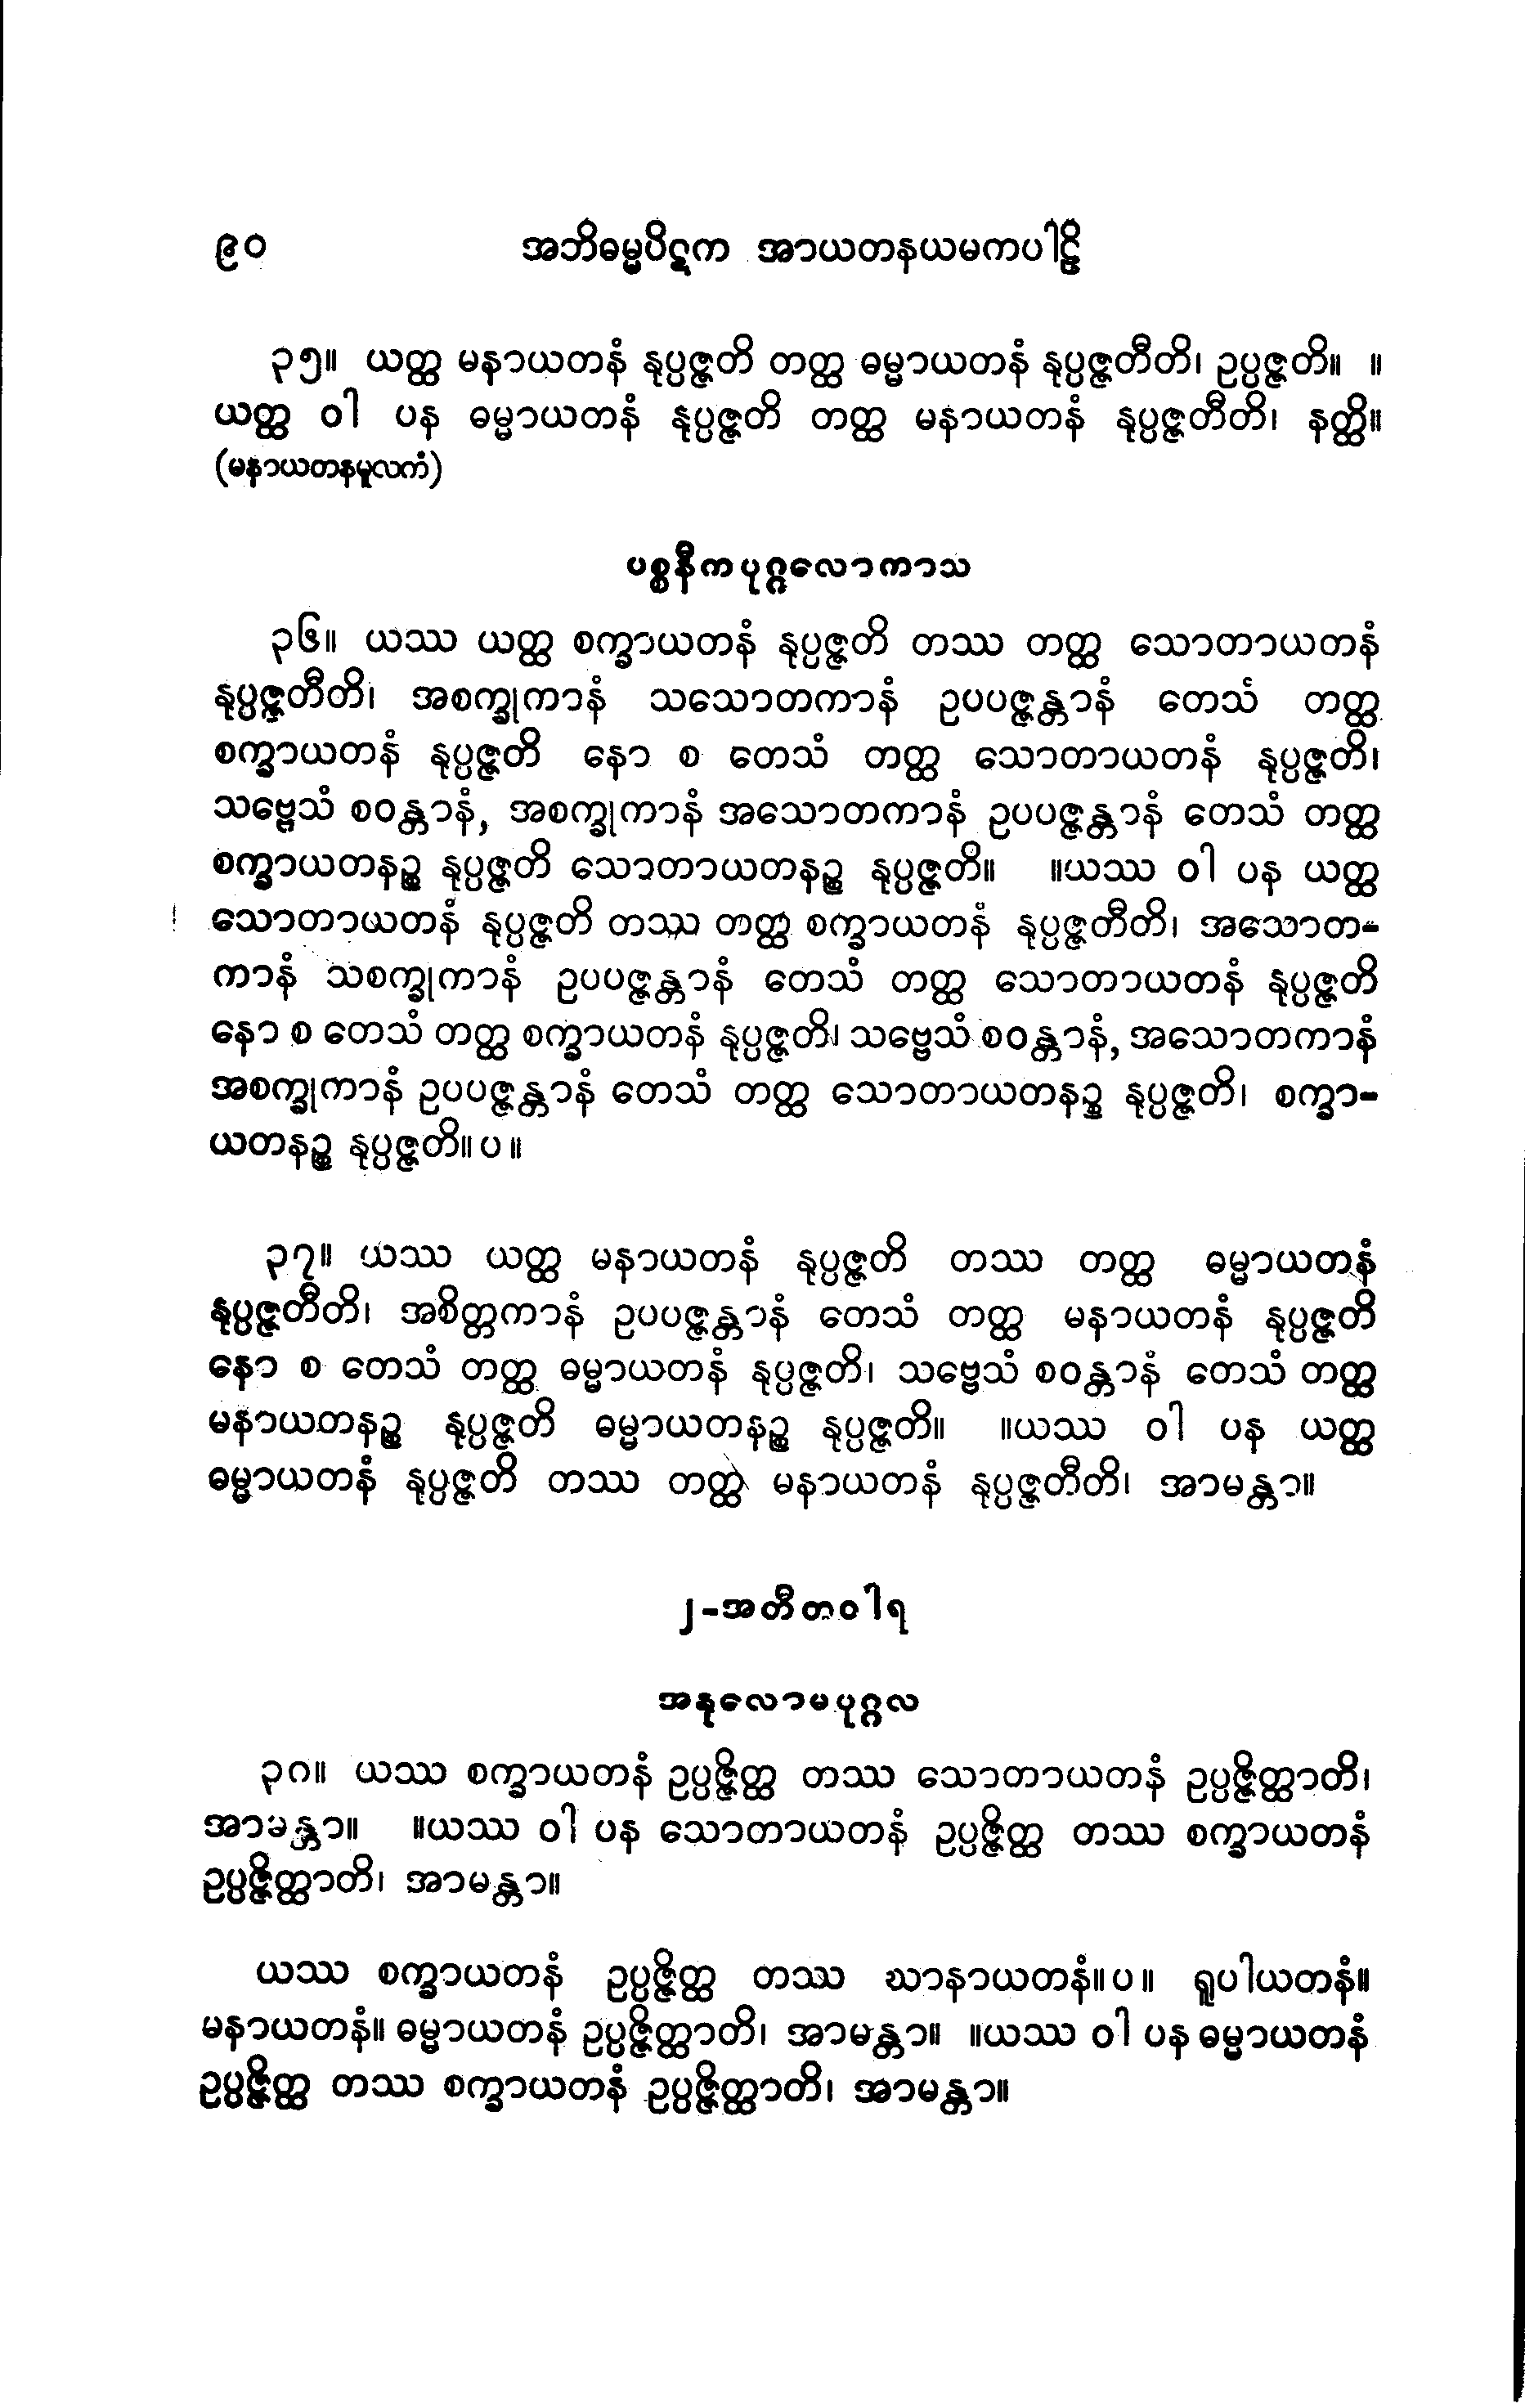 ၉၀ အဘိဓမ္မပိဋက အာယတနယမကပါဠိ
၃၅။ ယတ္ထ မနာယတနံ နုပ္ပဇ္ဇတိ တတ္ထ ဓမ္မာယတနံ နုပ္ပဇ္ဇတီတိ၊ ဥပ္ပဇ္ဇတိ။ ။
ယတ္ထ ဝါ ပန ဓမ္မာယတနံ နုပ္ပဇ္ဇတိ တတ္ထ မနာယတနံ နုပ္ပဇ္ဇတီတိ၊ နတ္ထိ။
(မနာယတနမူလကံ)
ပစ္စနီကပုဂ္ဂလောကာသ
၃၆။ ယဿ ယတ္ထ စက္ခာယတနံ နုပ္ပဇ္ဇတိ တဿ တတ္ထ သောတာယတနံ
နုပ္ပဇ္ဇတီတိ၊ အစက္ခုကာနံ သသောတကာနံ ဥပပဇ္ဇန္တာနံ တေသံ တတ္ထ
စက္ခာယတနံ နုပ္ပဇ္ဇတိ နော စ တေသံ တတ္ထ သောတာယတနံ နုပ္ပဇ္ဇတိ၊
သဗ္ဗေသံ စဝန္တာနံ, အစက္ခုကာနံ အသောတကာနံ ဥပပဇ္ဇန္တာနံ တေသံ တတ္ထ
စက္ခာယတနဉ္စ နုပ္ပဇ္ဇတိ သောတာယတနဉ္စ နုပ္ပဇ္ဇတိ။ ။ယဿ ဝါ ပန ယတ္ထ
သောတာယတနံ နုပ္ပဇ္ဇတိ တဿ တတ္ထ စက္ခာယတနံ နုပ္ပဇ္ဇတီတိ၊ အသောတ-
ကာနံ သစက္ခုကာနံ ဥပပဇ္ဇန္တာနံ တေသံ တတ္ထ သောတာယတနံ နုပ္ပဇ္ဇတိ
နော စ တေသံ တတ္ထ စက္ခာယတနံ နုပ္ပဇ္ဇတိ၊ သဗ္ဗေသံ စဝန္တာနံ, အသောတကာနံ
အစက္ခုကာနံ ဥပပဇ္ဇန္တာနံ တေသံ တတ္ထ သောတာယတနဉ္စ နုပ္ပဇ္ဇတိ၊ စက္ခာ-
ယတနဉ္စ နုပ္ပဇ္ဇတိ။ပ။
၃၇။ ယဿ ယတ္ထ မနာယတနံ နုပ္ပဇ္ဇတိ တဿ တတ္ထ ဓမ္မာယတနံ
နုပ္ပဇ္ဇတီတိ၊ အစိတ္တကာနံ ဥပပဇ္ဇန္တာနံ တေသံ တတ္ထ မနာယတနံ နုပ္ပဇ္ဇတိ
နော စ တေသံ တတ္ထ ဓမ္မာယတနံ နုပ္ပဇ္ဇတိ၊ သဗ္ဗေသံ စဝန္တာနံ တေသံ တတ္ထ
မနာယတနဉ္စ နုပ္ပဇ္ဇတိ ဓမ္မာယတနဉ္စ နုပ္ပဇ္ဇတိ။ ။ယဿ ဝါ ပန ယတ္ထ
ဓမ္မာယတနံ နုပ္ပဇ္ဇတိ တဿ တတ္ထ မနာယတနံ နုပ္ပဇ္ဇတီတိ၊ အာမန္တာ။
၂-အတီတဝါရ
အနုလောမပုဂ္ဂလ
၃၈။ ယဿ စက္ခာယတနံ ဥပ္ပဇ္ဇိတ္ထ တဿ သောတာယတနံ ဥပ္ပဇ္ဇိတ္ထာတိ၊
အာမန္တာ။ ။ယဿ ဝါ ပန သောတာယတနံ ဥပ္ပဇ္ဇိတ္ထ တဿ စက္ခာယတနံ
ဥပ္ပဇ္ဇိတ္ထာတိ၊ အာမန္တာ။
ယဿ စက္ခာယတနံ ဥပ္ပဇ္ဇိတ္ထ တဿ ဃာနာယတနံ။ပ။ ရူပါယတနံ။
မနာယတနံ။ ဓမ္မာယတနံ ဥပ္ပဇ္ဇိတ္ထာတိ၊ အာမန္တာ။ ။ယဿ ဝါ ပန ဓမ္မာယတနံ
ဥပ္ပဇ္ဇိတ္ထ တဿ စက္ခာယတနံ ဥပ္ပဇ္ဇိတ္ထာတိ၊ အာမန္တာ။